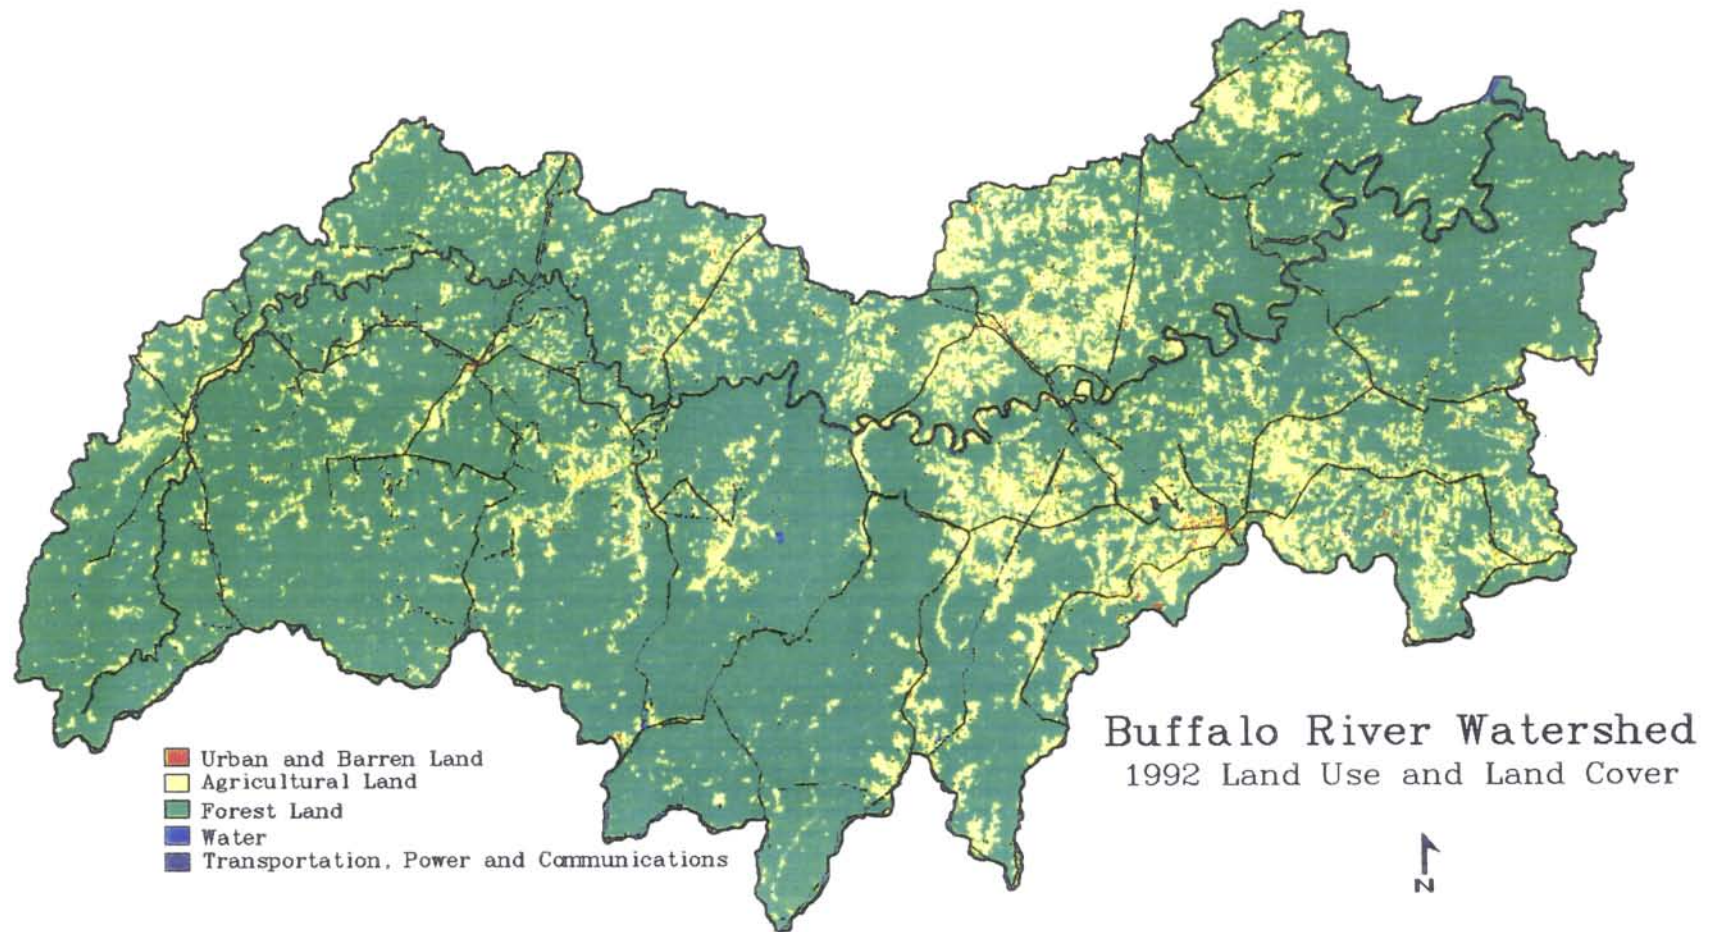 Buffalo River Watershed
1992 Land Use and Land Cover
Urban and Barren Land
Agricultural Land
Forest Land
Water
Transportation, Power and Communications
N